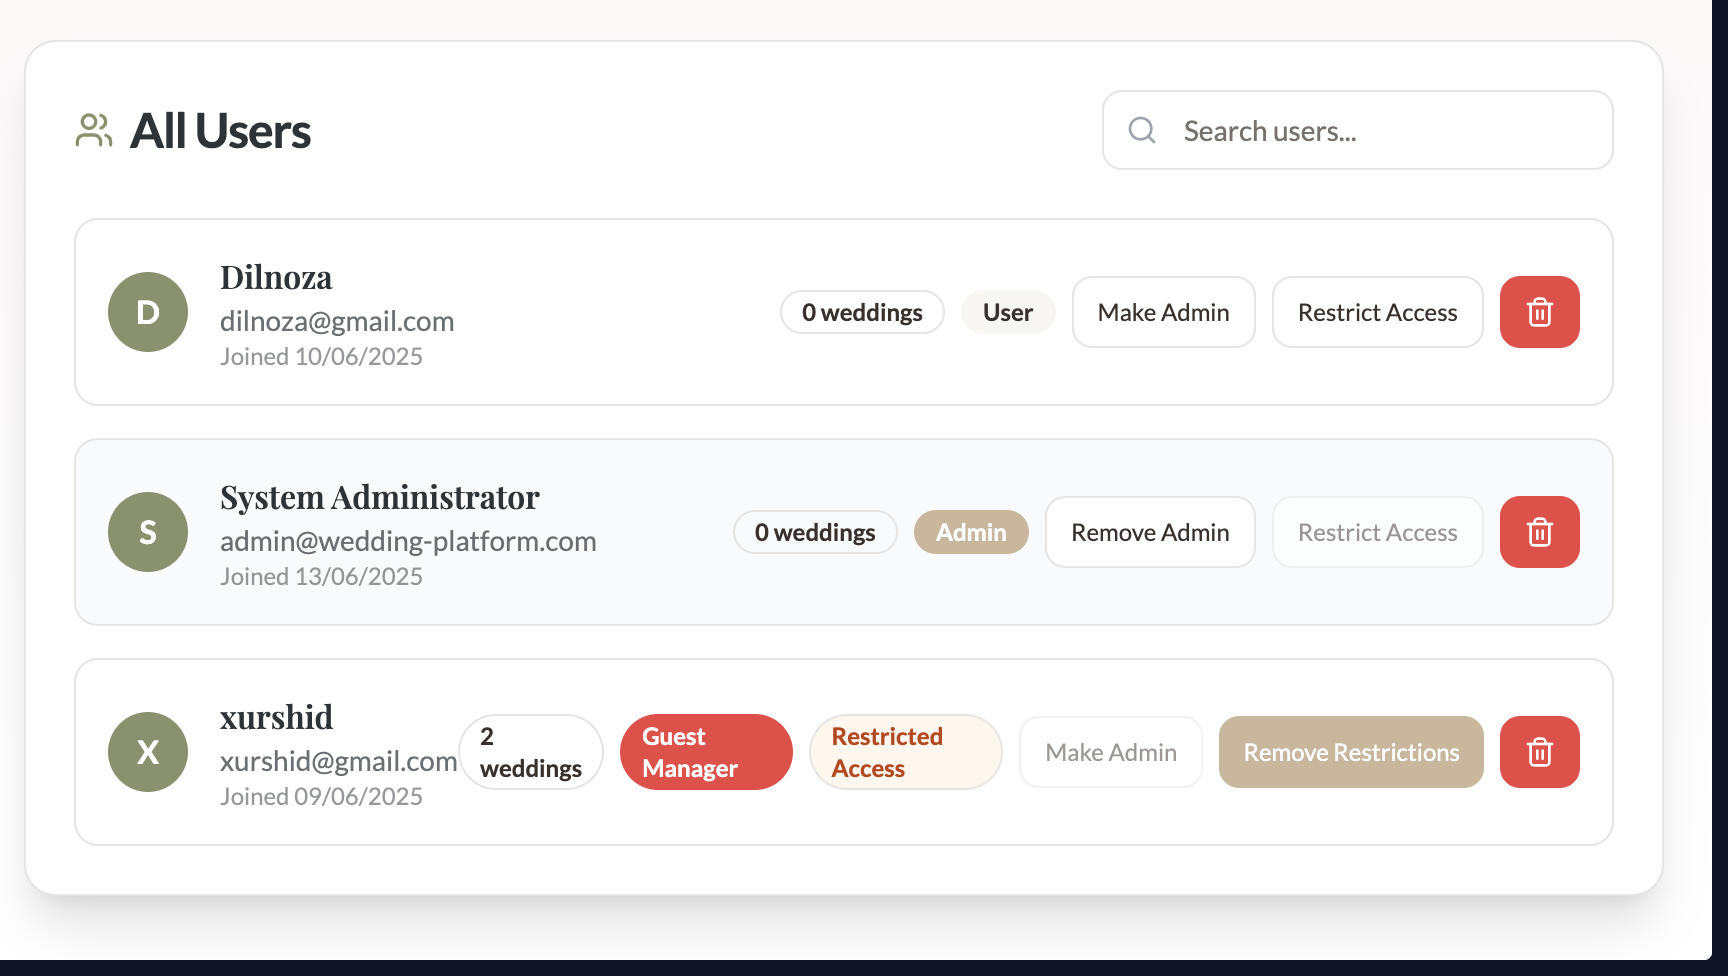 All Users
Search users...
D
Dilnoza
dilnoza@gmail.com
Joined 10/06/2025
0 weddings
User
Make Admin
Restrict Access
S
System Administrator
admin@wedding-platform.com
Joined 13/06/2025
0 weddings
Admin
Remove Admin
Restrict Access
X
xurshid
xurshid@gmail.com
Joined 09/06/2025
2
weddings
Guest
Manager
Restricted
Access
Make Admin
Remove Restrictions